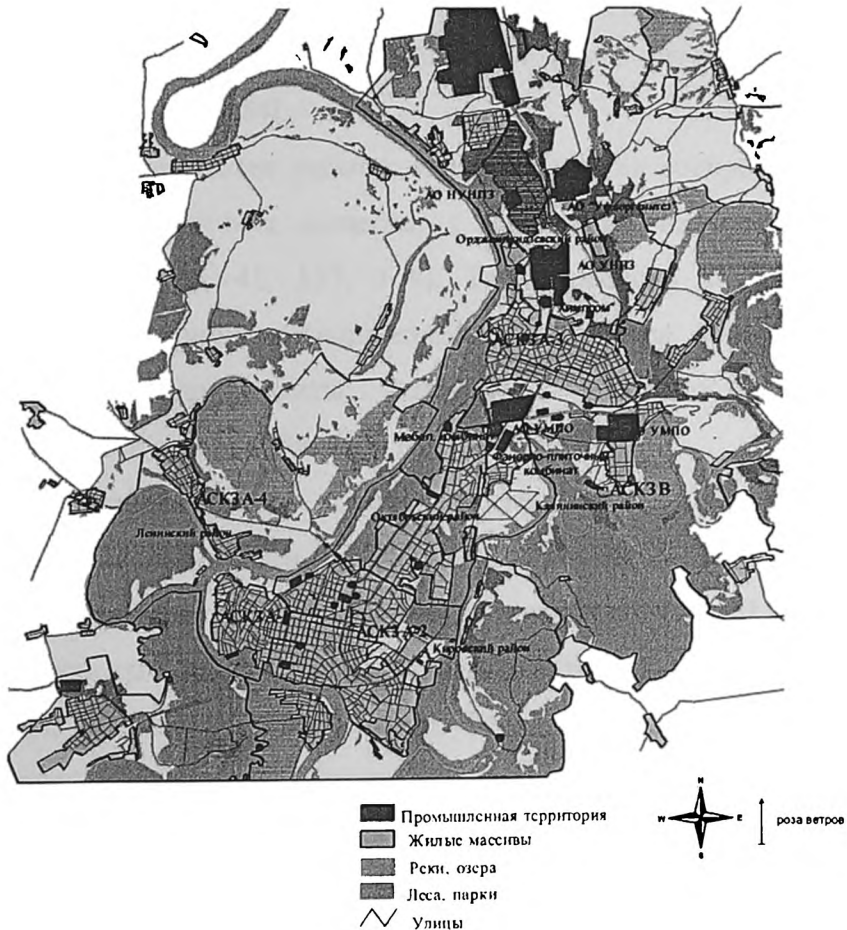 АО НУНПЗ
АО "Уфаоргсинтез"
Орджоникидзевский район
АО УНПЗ
"Химпром"
АСКЗА-3
Мебел. комбинат
АО УМПО
УМПО
Фанерно-плиточный
комбинат
АСКЗ В
АСКЗА-4
Октябрьский район
Калининский район
Ленинский район
АСКЗА-1
АСКЗА-2
Кировский район
Промышленная территория
Жилые массивы
Реки, озера
Леса, парки
Улицы
N
W
E
S
роза ветров